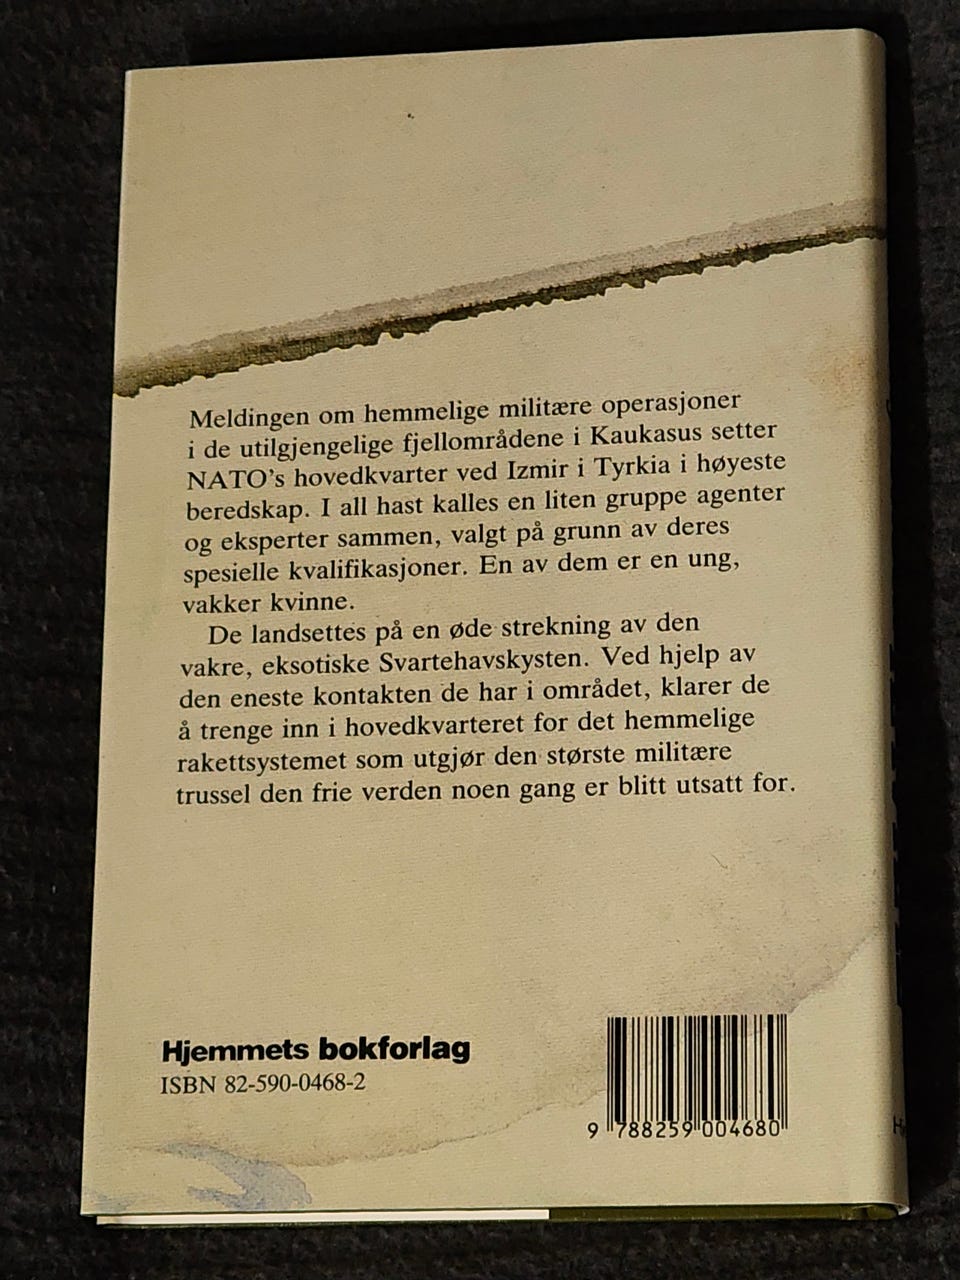 Meldingen om hemmelige militære operasjoner
i de utilgjengelige fjellområdene i Kaukasus setter
NATO's hovedkvarter ved Izmir i Tyrkia i høyeste
beredskap. I all hast kalles en liten gruppe agenter
og eksperter sammen, valgt på grunn av deres
spesielle kvalifikasjoner. En av dem er en ung,
vakker kvinne.
De landsettes på en øde strekning av den
vakre, eksotiske Svartehavskysten. Ved hjelp av
den eneste kontakten de har i området, klarer de
å trenge inn i hovedkvarteret for det hemmelige
rakettsystemet som utgjør den største militære
trussel den frie verden noen gang er blitt utsatt for.
Hjemmets bokforlag
ISBN 82-590-0468-2
9 788259 004680